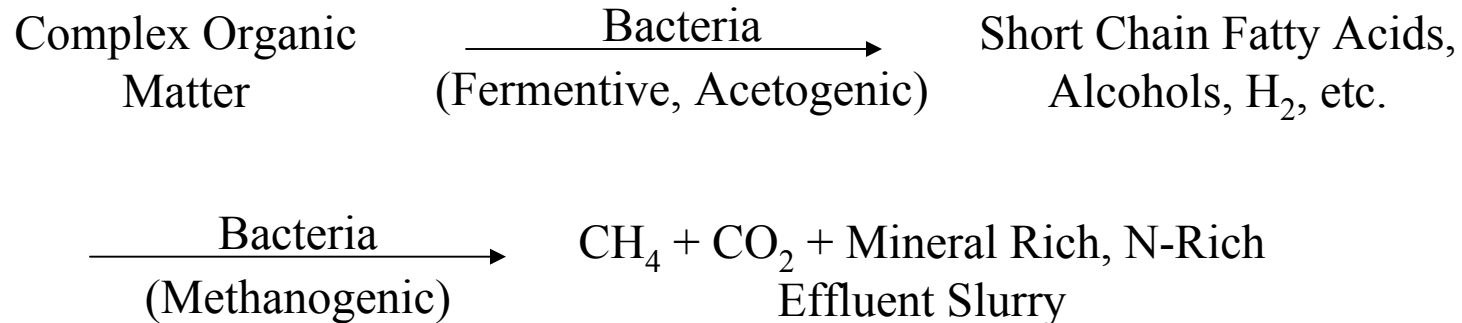 Complex Organic Matter
Bacteria
(Fermentive, Acetogenic)
Short Chain Fatty Acids,
Alcohols, H₂, etc.
Bacteria
(Methanogenic)
CH₄ + CO₂ + Mineral Rich, N-Rich
Effluent Slurry